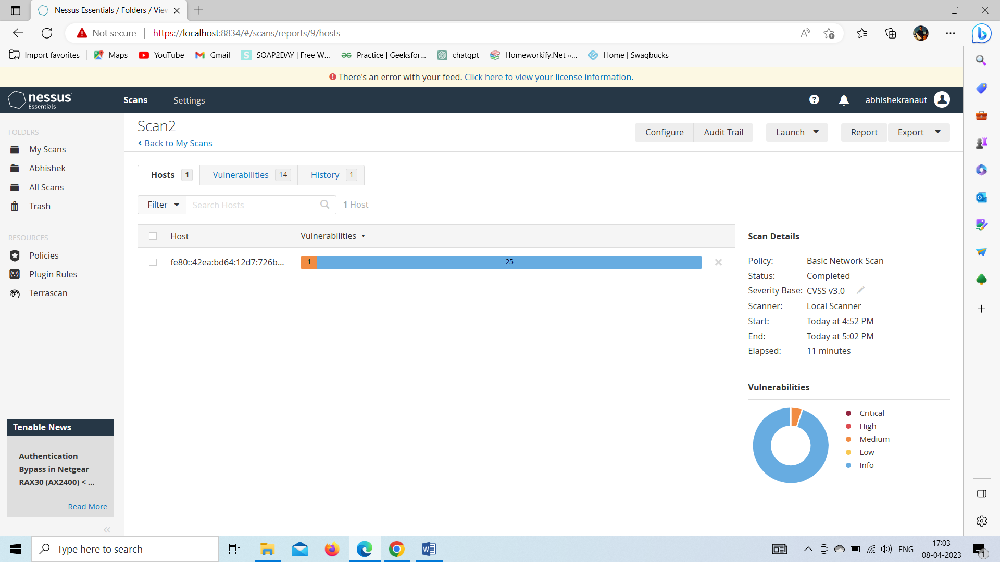 Nessus Essentials / Folders / View
Not secure
https://localhost:8834/#/scans/reports/9/hosts
Import favorites
Maps
YouTube
Gmail
SOAP2DAY | Free W...
Practice | Geeksfor...
chatgpt
Homeworkify.Net »...
Home | Swagbucks
There's an error with your feed. Click here to view your license information.
nessus
Essentials
Scans
Settings
abhishekranaut
FOLDERS
My Scans
Abhishek
All Scans
Trash
RESOURCES
Policies
Plugin Rules
Terrascan
Tenable News
Authentication
Bypass in Netgear
RAX30 (AX2400) < ...
Read More
Scan2
Back to My Scans
Configure
Audit Trail
Launch
Report
Export
Hosts 1
Vulnerabilities 14
History 1
Filter
Search Hosts
1 Host
Host
Vulnerabilities
fe80::42ea:bd64:12d7:726b...
1
25
Scan Details
Policy: Basic Network Scan
Status: Completed
Severity Base: CVSS v3.0
Scanner: Local Scanner
Start: Today at 4:52 PM
End: Today at 5:02 PM
Elapsed: 11 minutes
Vulnerabilities
Critical
High
Medium
Low
Info
Type here to search
ENG
17:03
08-04-2023
1